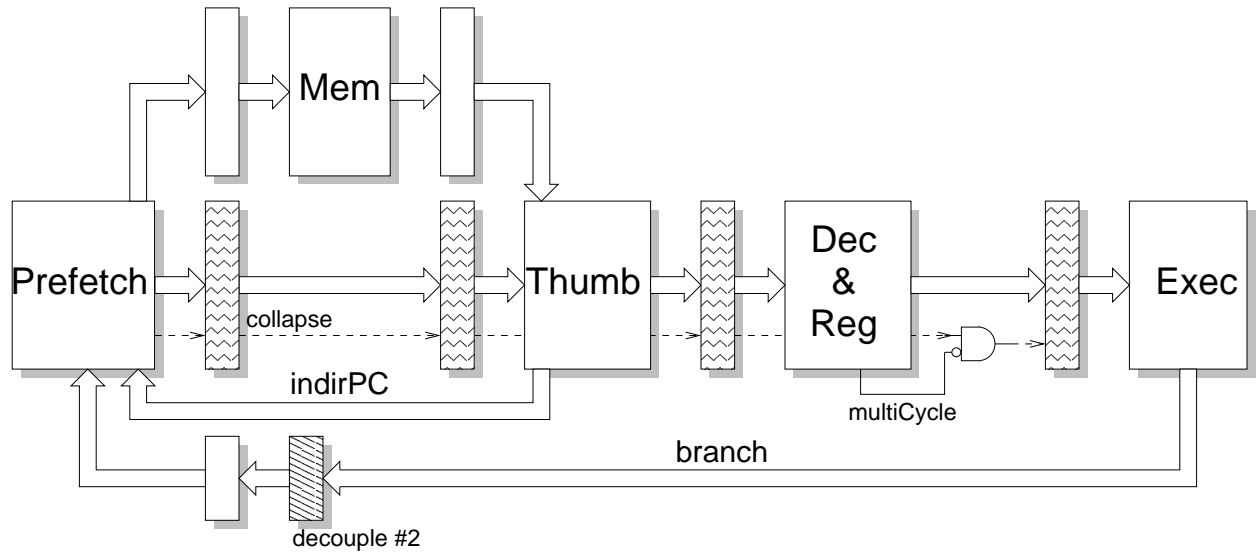 Mem
Prefetch
collapse
Thumb
Dec
&
Reg
Exec
indirPC
multiCycle
branch
decouple #2